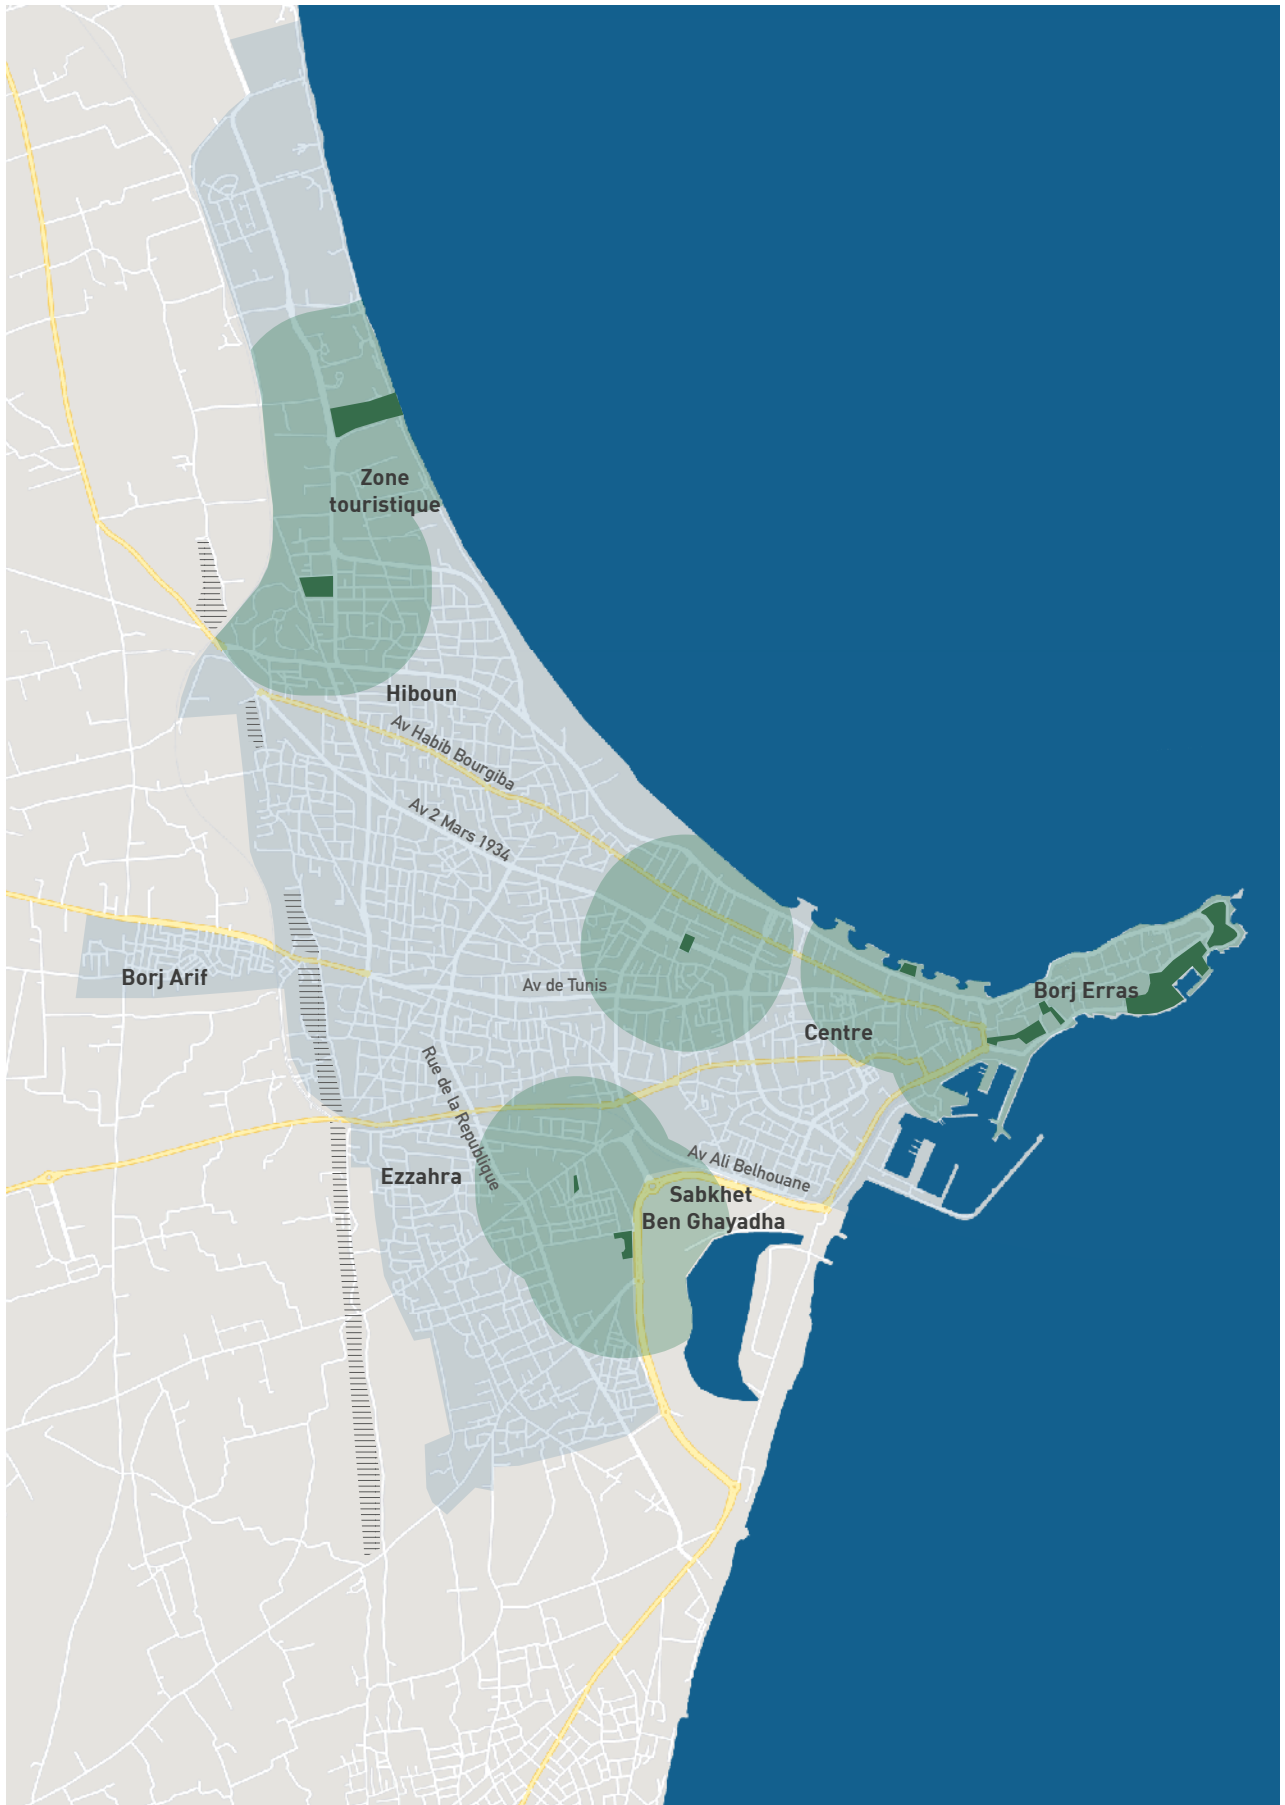 Zone
touristique
Hiboun
Av Habib Bourgiba
Av 2 Mars 1934
Borj Arif
Av de Tunis
Borj Erras
Centre
Rue de la Republique
Ezzahra
Av Ali Belhouane
Sabkhet
Ben Ghayadha